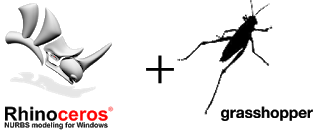 +
Rhinoceros®
NURBS modeling for Windows
grasshopper